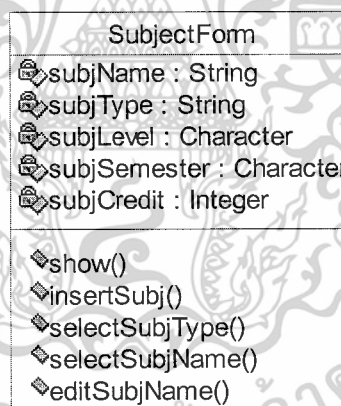 SubjectForm
subjName : String
subjType : String
subjLevel : Character
subjSemester : Character
subjCredit : Integer
show()
insertSubj()
selectSubjType()
selectSubjName()
editSubjName()